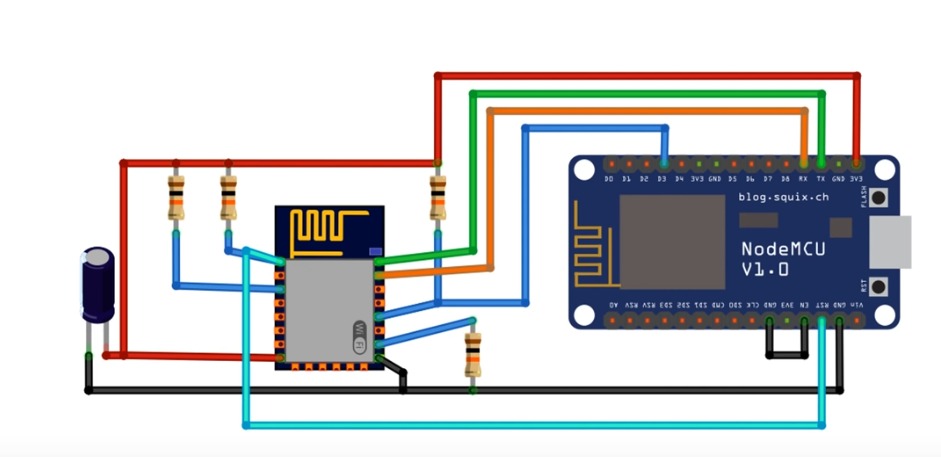 D0 D1 D2 D3 D4 3V3 GND D5 D6 D7 D8 RX TX GND 3V3
blog.squix.ch
FLASH
NodeMCU
V1.0
WiFi
RST
A0 RSV RSV SD3 SD2 SD1 CMD SD0 CLK GND 3V3 EN RST GND Vin